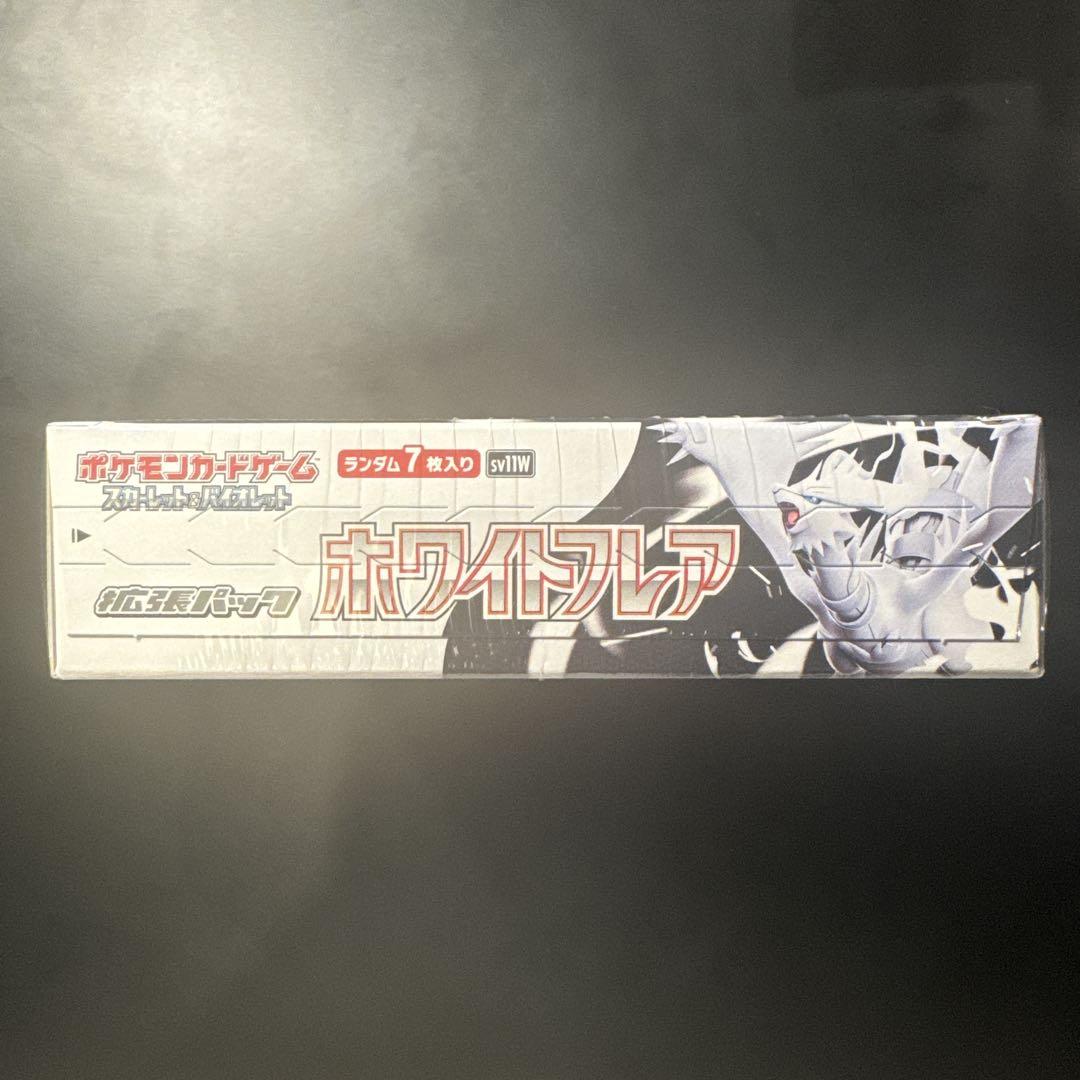 ポケモンカードゲーム
スカーレット&バイオレット
ランダム7枚入り
sv11W
拡張パック
ホワイトフレア